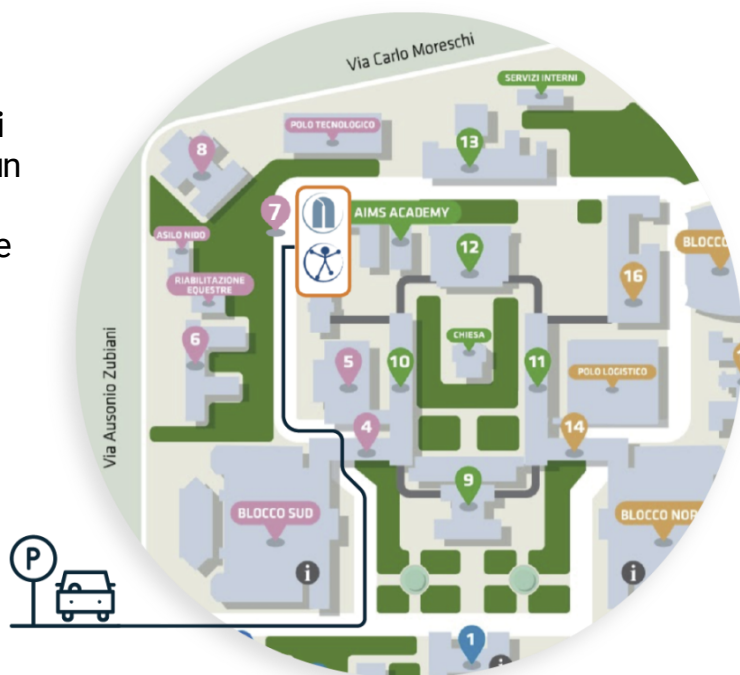 Via Carlo Moreschi
SERVIZI INTERNI
i
un
e
POLO TECNOLOGICO
8
13
7
AIMS ACADEMY
ASILO NIDO
12
BLOCCO
RIABILITAZIONE
EQUESTRE
16
6
CHIESA
5
10
11
POLO LOGISTICO
Via Ausonio Zubiani
4
14
9
BLOCCO SUD
BLOCCO NOR
P
i
i
1